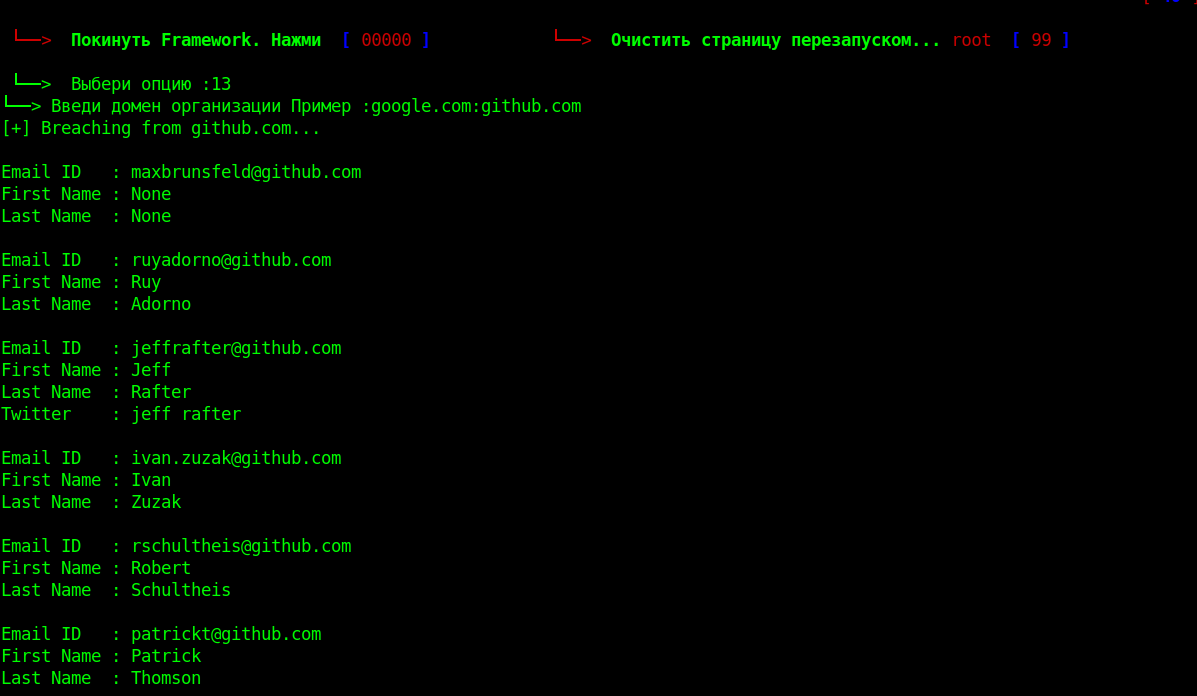 └──> Покинуть Framework. Нажми [ 00000 ] └──> Очистить страницу перезапуском... root [ 99 ]
└──> Выбери опцию :13
└──> Введи домен организации Пример :google.com:github.com
[+] Breaching from github.com...
Email ID : maxbrunsfeld@github.com
First Name : None
Last Name : None
Email ID : ruyadorno@github.com
First Name : Ruy
Last Name : Adorno
Email ID : jeffrafter@github.com
First Name : Jeff
Last Name : Rafter
Twitter : jeff rafter
Email ID : ivan.zuzak@github.com
First Name : Ivan
Last Name : Zuzak
Email ID : rschultheis@github.com
First Name : Robert
Last Name : Schultheis
Email ID : patrickt@github.com
First Name : Patrick
Last Name : Thomson